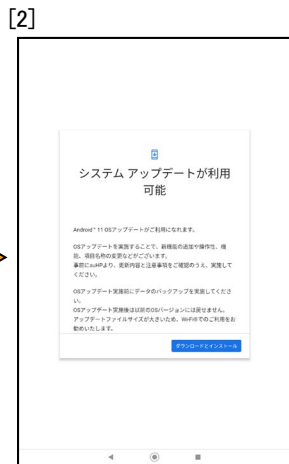 [2]
システム アップデートが利用
可能
Android™ 11 OSアップデートがご利用になれます。
OSアップデートを実施することで、新機能の追加や操作性、機
能、項目名称の変更などがございます。
事前にauHPより、更新内容と注意事項をご確認のうえ、実施して
ください。
OSアップデート実施前にデータのバックアップを実施してくださ
い。
OSアップデート実施後は以前のOSバージョンには戻せません。
アップデートファイルサイズが大きいため、Wi-Fi®でのご利用をお
勧めいたします。
ダウンロードとインストール